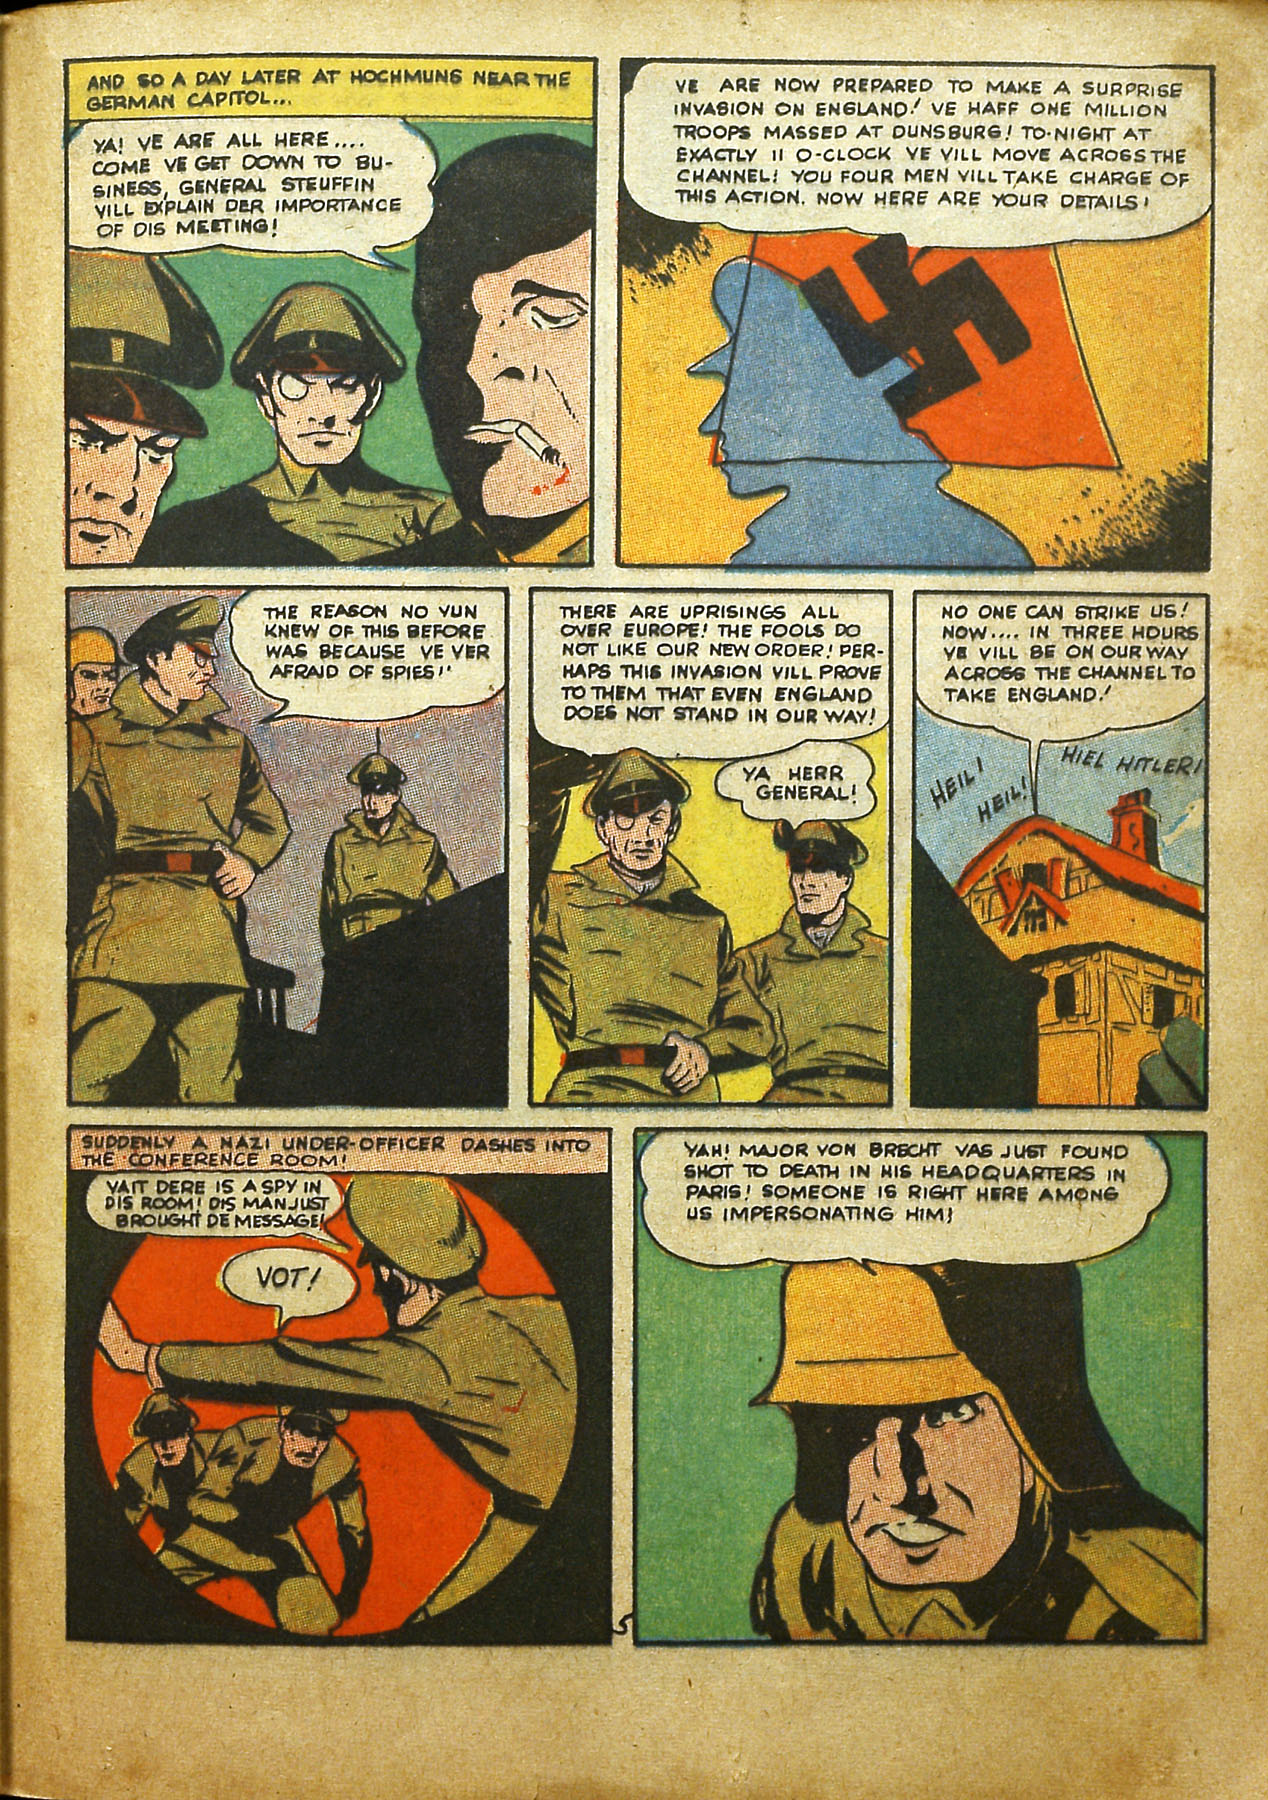 AND SO A DAY LATER AT HOCHMUNS NEAR THE
GERMAN CAPITOL...
YA! VE ARE ALL HERE....
COME VE GET DOWN TO BU-
SINESS, GENERAL STEUFFIN
VILL EXPLAIN DER IMPORTANCE
OF DIS MEETING!
VE ARE NOW PREPARED TO MAKE A SURPRISE
INVASION ON ENGLAND! VE HAFF ONE MILLION
TROOPS MASSED AT DUNSBURG! TO-NIGHT AT
EXACTLY 11 O-CLOCK VE VILL MOVE ACROSS THE
CHANNEL! YOU FOUR MEN VILL TAKE CHARGE OF
THIS ACTION. NOW HERE ARE YOUR DETAILS!
THE REASON NO VUN
KNEW OF THIS BEFORE
WAS BECAUSE VE VER
AFRAID OF SPIES!'
THERE ARE UPRISINGS ALL
OVER EUROPE! THE FOOLS DO
NOT LIKE OUR NEW ORDER! PER-
HAPS THIS INVASION VILL PROVE
TO THEM THAT EVEN ENGLAND
DOES NOT STAND IN OUR WAY!
YA HERR
GENERAL!
NO ONE CAN STRIKE US!
NOW.... IN THREE HOURS
VE VILL BE ON OUR WAY
ACROSS THE CHANNEL TO
TAKE ENGLAND!
HEIL!
HEIL!
HIEL HITLER!
SUDDENLY A NAZI UNDER-OFFICER DASHES INTO
THE CONFERENCE ROOM!
VAIT DERE IS A SPY IN
DIS ROOM! DIS MAN JUST
BROUGHT DE MESSAGE!
VOT!
YAH! MAJOR VON BRECHT VAS JUST FOUND
SHOT TO DEATH IN HIS HEADQUARTERS IN
PARIS! SOMEONE IS RIGHT HERE AMONG
US IMPERSONATING HIM!
5